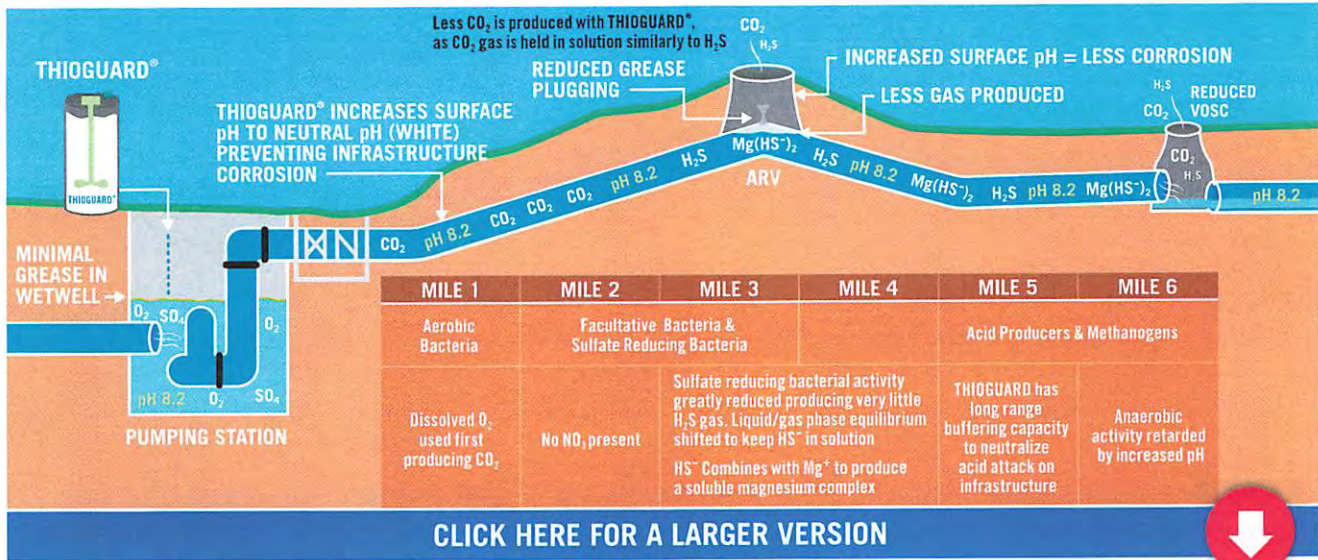 Less CO₂ is produced with THIOGUARD®,
as CO₂ gas is held in solution similarly to H₂S
CO₂
H₂S
THIOGUARD®
REDUCED GREASE
PLUGGING
INCREASED SURFACE pH = LESS CORROSION
LESS GAS PRODUCED
H₂S
CO₂
REDUCED
VOSC
THIOGUARD® INCREASES SURFACE
pH TO NEUTRAL pH (WHITE)
PREVENTING INFRASTRUCTURE
CORROSION
THIOGUARD®
CO₂ pH 8.2 CO₂ CO₂ CO₂ pH 8.2 H₂S Mg(HS⁻)₂ H₂S pH 8.2 Mg(HS⁻)₂ H₂S pH 8.2 Mg(HS⁻)₂
ARV
CO₂
H₂S
pH 8.2
MINIMAL
GREASE IN
WETWELL
O₂ SO₄ O₂
pH 8.2 O₂ SO₄
PUMPING STATION
MILE 1 MILE 2 MILE 3 MILE 4 MILE 5 MILE 6
Aerobic
Bacteria
Facultative Bacteria &
Sulfate Reducing Bacteria
Acid Producers & Methanogens
Dissolved O₂
used first
producing CO₂
No NO₃ present
Sulfate reducing bacterial activity
greatly reduced producing very little
H₂S gas. Liquid/gas phase equilibrium
shifted to keep HS⁻ in solution
HS⁻ Combines with Mg⁺ to produce
a soluble magnesium complex
THIOGUARD has
long range
buffering capacity
to neutralize
acid attack on
infrastructure
Anaerobic
activity retarded
by increased pH
CLICK HERE FOR A LARGER VERSION